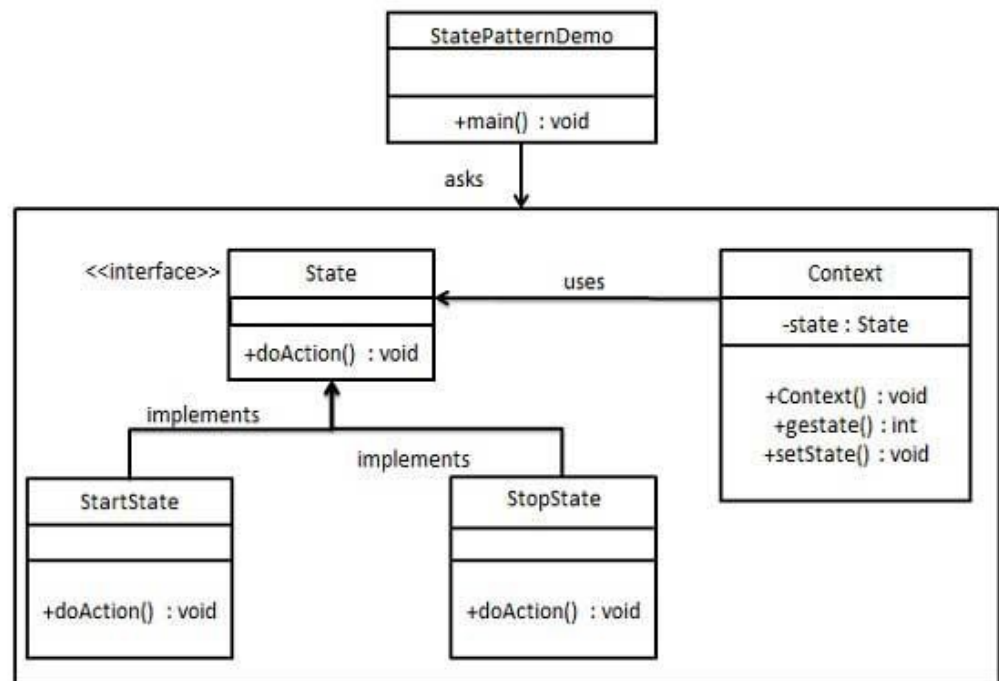 StatePatternDemo
+main() : void
asks
<<interface>>
State
+doAction() : void
uses
Context
-state : State
+Context() : void
+gestate() : int
+setState() : void
implements
implements
StartState
+doAction() : void
StopState
+doAction() : void